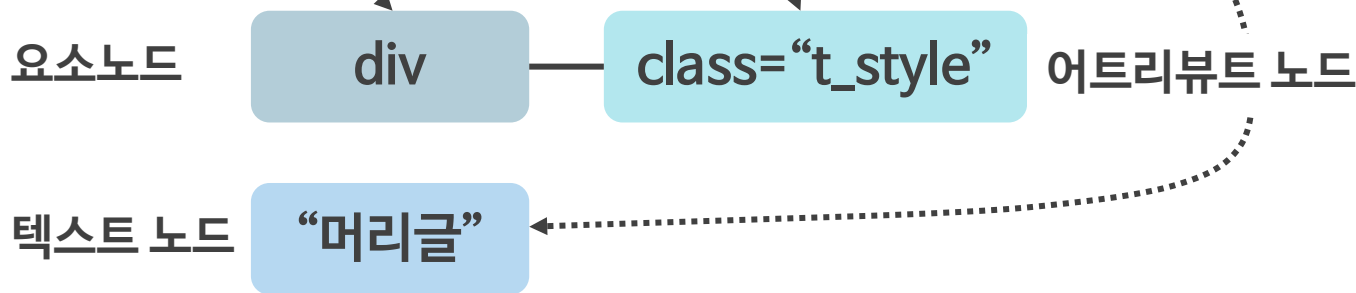 요소노드 div class=“t_style” 어트리뷰트 노드
텍스트 노드 “머리글”